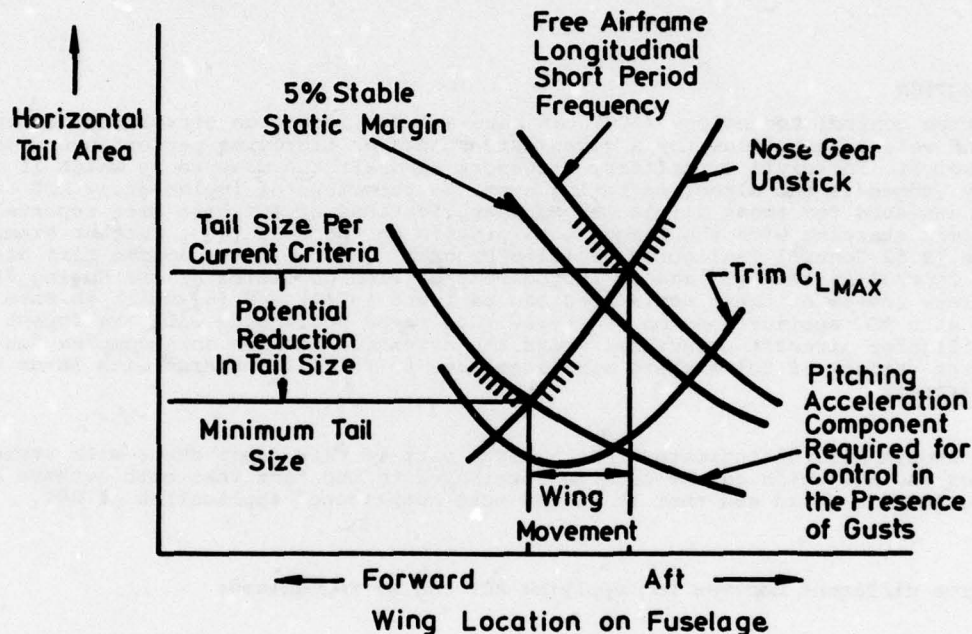 Horizontal
Tail Area
5% Stable
Static Margin
Free Airframe
Longitudinal
Short Period
Frequency
Nose Gear
Unstick
Tail Size Per
Current Criteria
Trim CLMAX
Potential
Reduction
In Tail Size
Minimum Tail
Size
Pitching
Acceleration
Component
Required for
Control in
the Presence
of Gusts
Wing
Movement
Forward
Aft
Wing Location on Fuselage